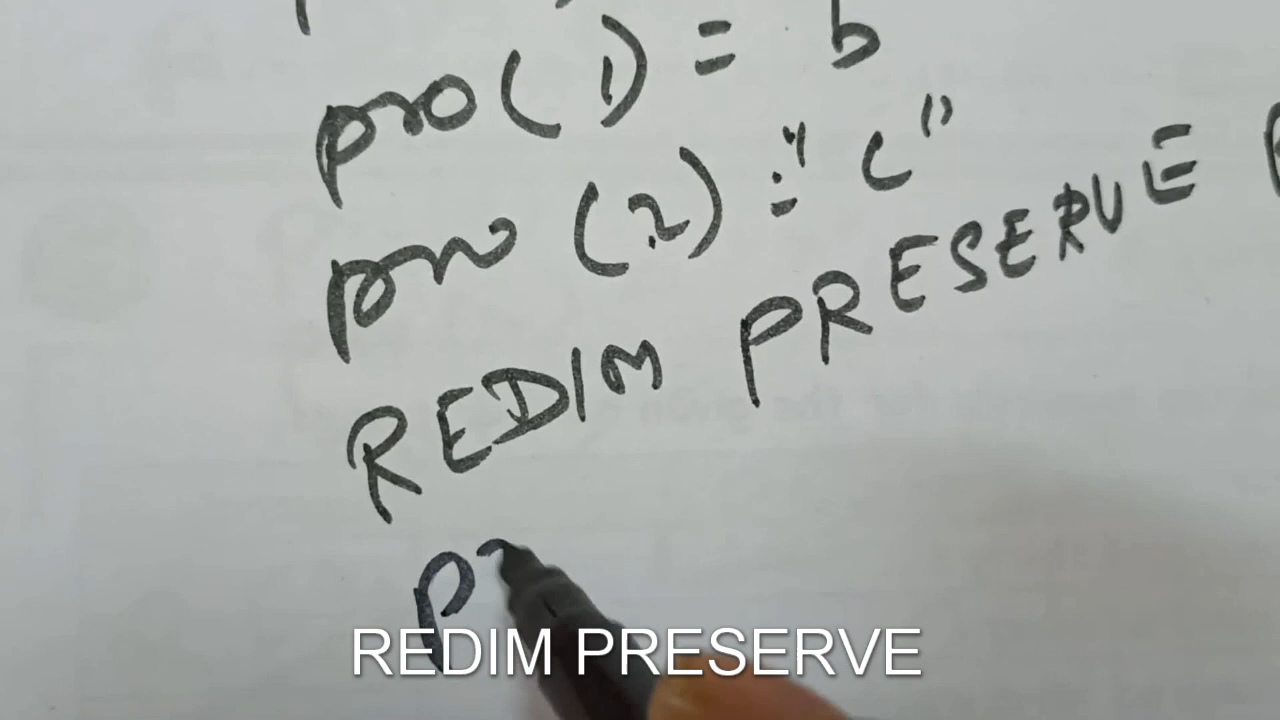 pro(1) = b
pro (2) = "c"
REDIM PRESERVE
P
REDIM PRESERVE